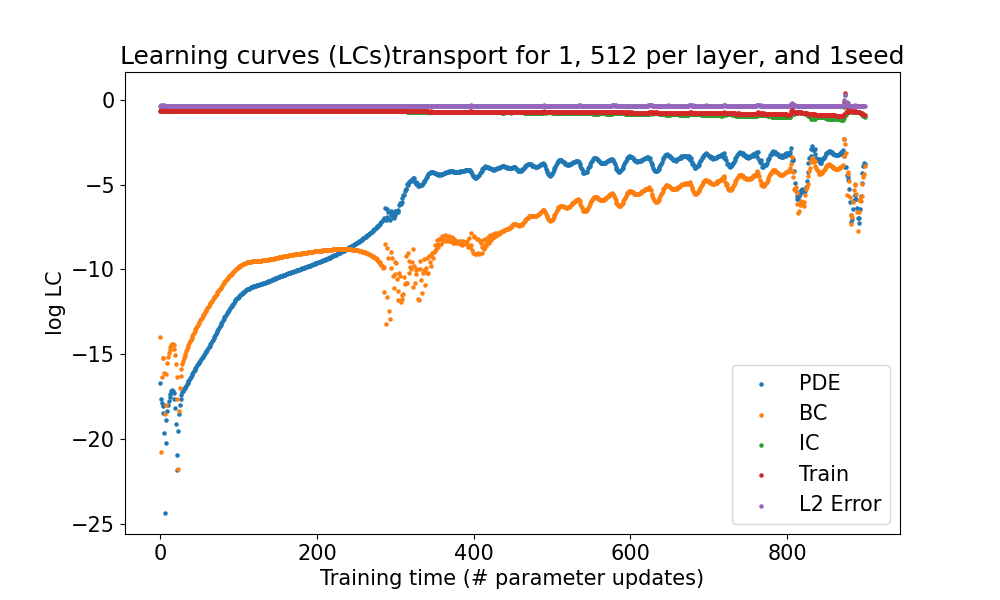 Learning curves (LCs)transport for 1, 512 per layer, and 1seed
0
−5
−10
−15
−20
−25
log LC
0 200 400 600 800
Training time (# parameter updates)
PDE
BC
IC
Train
L2 Error